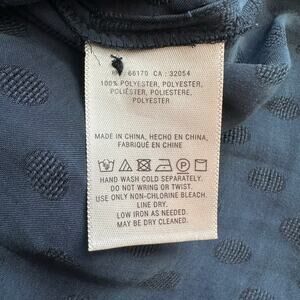 66170 CA : 32054
100% POLYESTER, POLYESTER,
POLIÉSTER, POLIESTERE,
POLYESTER
MADE IN CHINA, HECHO EN CHINA,
FABRIQUÉ EN CHINE
HAND WASH COLD SEPARATELY.
DO NOT WRING OR TWIST.
USE ONLY NON-CHLORINE BLEACH.
LINE DRY.
LOW IRON AS NEEDED.
MAY BE DRY CLEANED.